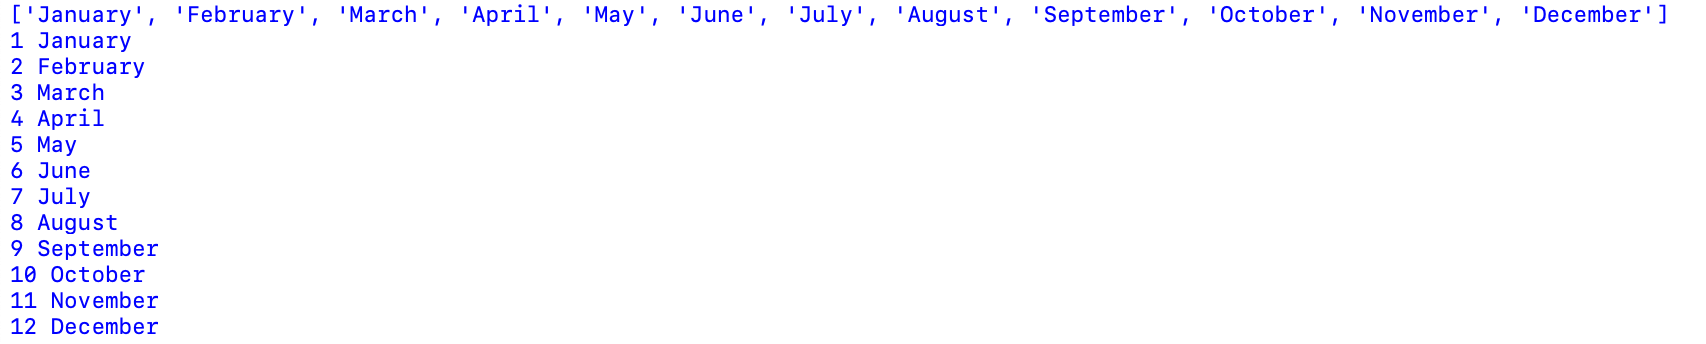 ['January', 'February', 'March', 'April', 'May', 'June', 'July', 'August', 'September', 'October', 'November', 'December']
1 January
2 February
3 March
4 April
5 May
6 June
7 July
8 August
9 September
10 October
11 November
12 December